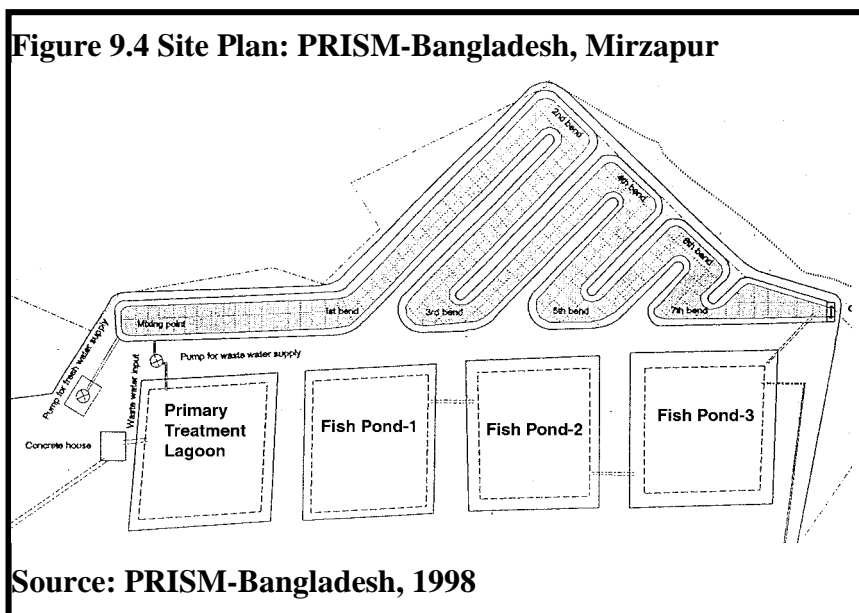 Figure 9.4 Site Plan: PRISM-Bangladesh, Mirzapur
2nd bend
4th bend
6th bend
Mixing point
1st bend
3rd bend
5th bend
7th bend
Pump for fresh water supply
Waste water input
Pump for waste water supply
Concrete house
Primary
Treatment
Lagoon
Fish Pond-1
Fish Pond-2
Fish Pond-3
Source: PRISM-Bangladesh, 1998